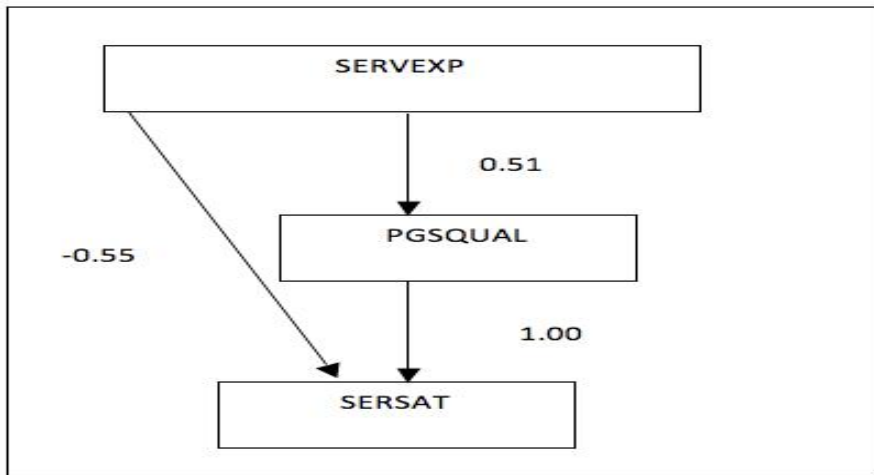 SERVEXP
0.51
PGSQUAL
-0.55
1.00
SERSAT